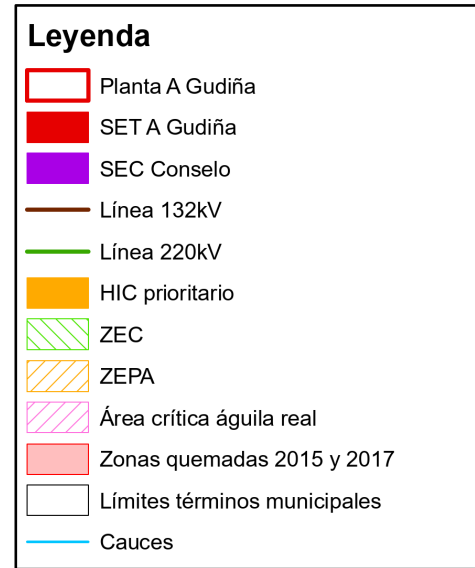 Leyenda
Planta A Gudiña
SET A Gudiña
SEC Conselo
Línea 132kV
Línea 220kV
HIC prioritario
ZEC
ZEPA
Área crítica águila real
Zonas quemadas 2015 y 2017
Límites términos municipales
Cauces